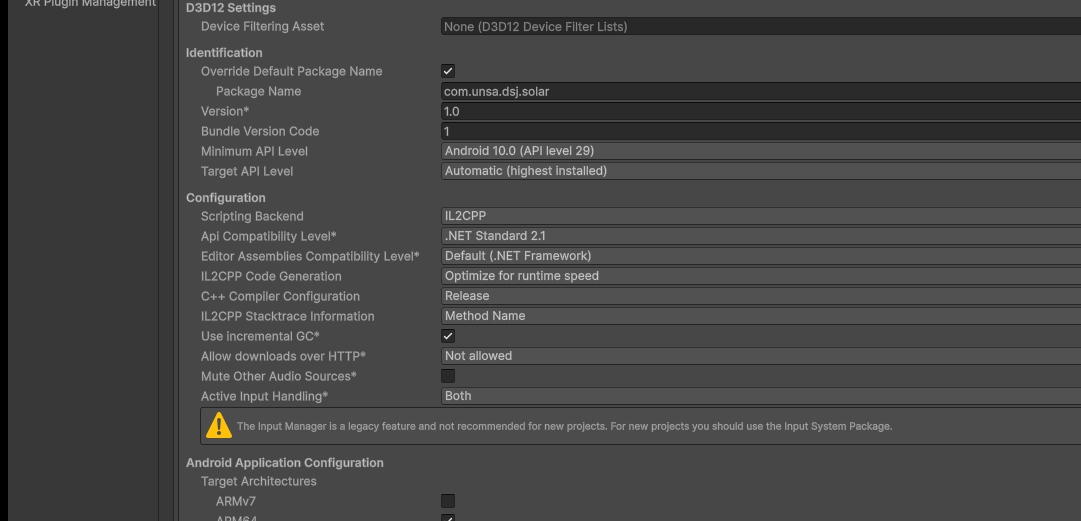 XR Plugin Management
D3D12 Settings
Device Filtering Asset None (D3D12 Device Filter Lists)
Identification
Override Default Package Name
Package Name com.unsa.dsj.solar
Version* 1.0
Bundle Version Code 1
Minimum API Level Android 10.0 (API level 29)
Target API Level Automatic (highest installed)
Configuration
Scripting Backend IL2CPP
Api Compatibility Level* .NET Standard 2.1
Editor Assemblies Compatibility Level* Default (.NET Framework)
IL2CPP Code Generation Optimize for runtime speed
C++ Compiler Configuration Release
IL2CPP Stacktrace Information Method Name
Use incremental GC*
Allow downloads over HTTP* Not allowed
Mute Other Audio Sources*
Active Input Handling* Both
The Input Manager is a legacy feature and not recommended for new projects. For new projects you should use the Input System Package.
Android Application Configuration
Target Architectures
ARMv7
ARM64